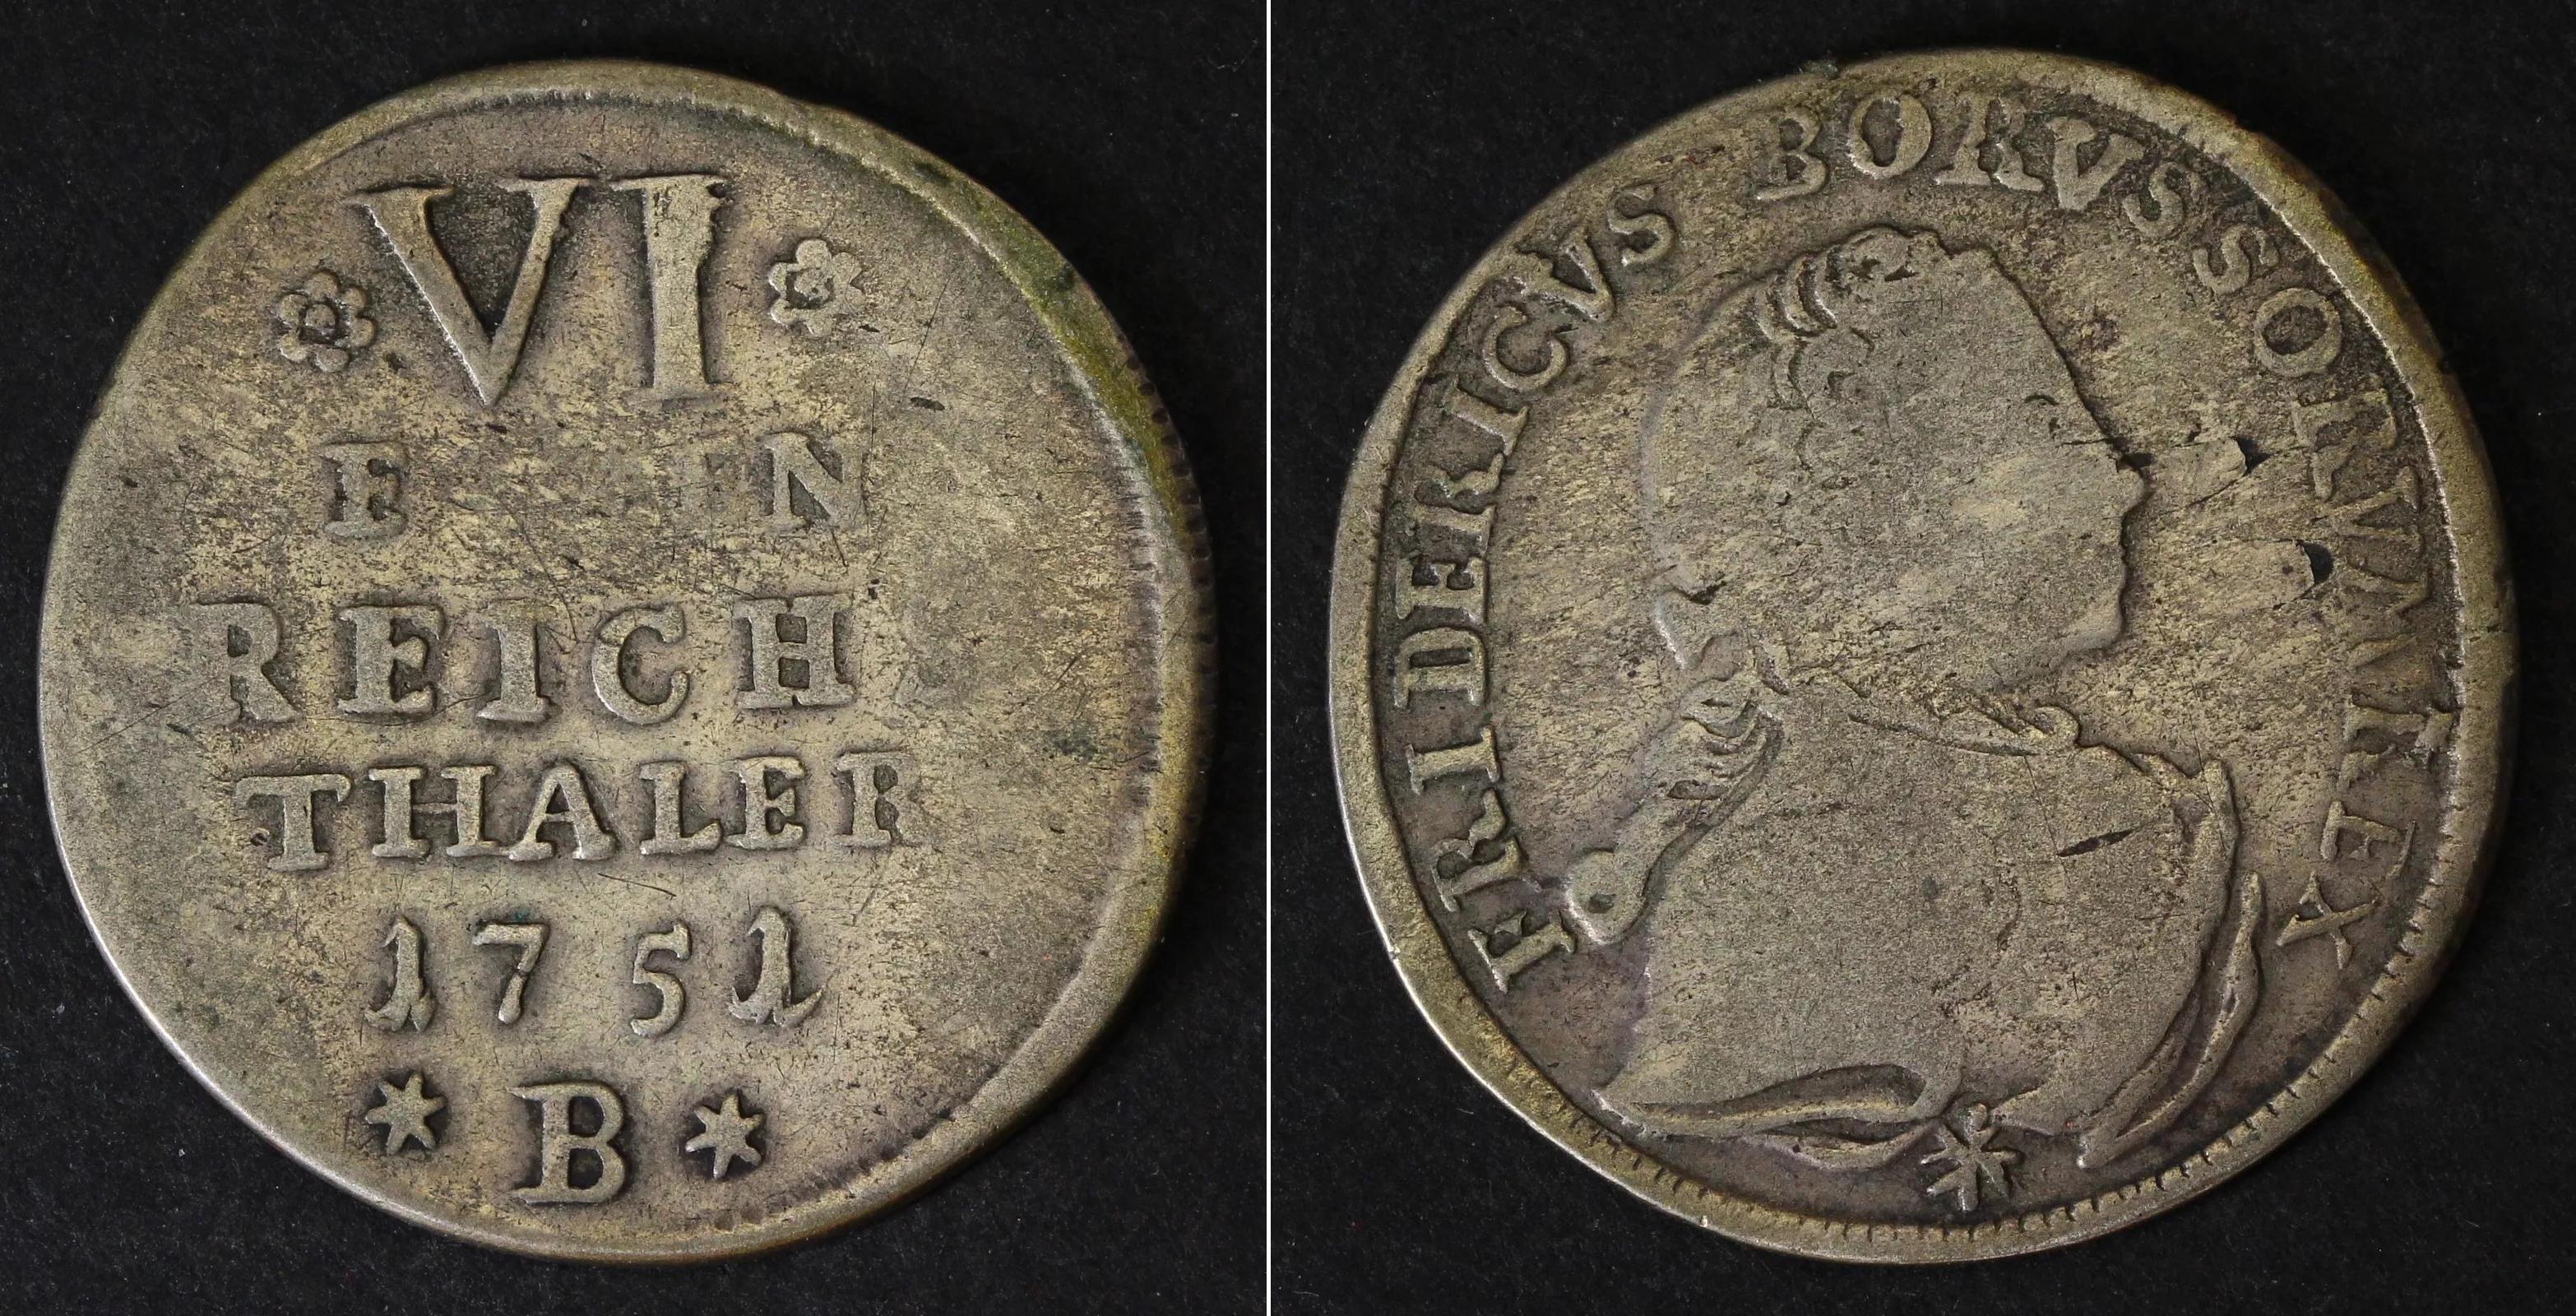 VI
REICH
THALER
1751
B
FRIDERICVS BORVSSORVM REX